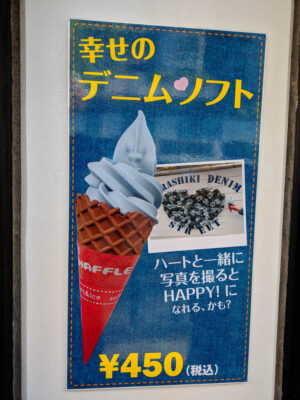 幸せの
デニムソフト
RASHIKI DENIM
STREET
WAFFLE
ハートと一緒に
写真を撮ると
HAPPY! に
なれる、かも?
¥450(税込)